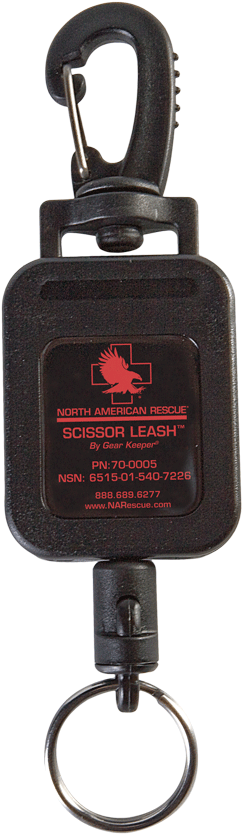 NORTH AMERICAN RESCUE®
SCISSOR LEASH™
By Gear Keeper®
PN:70-0005
NSN: 6515-01-540-7226
888.689.6277
www.NARescue.com